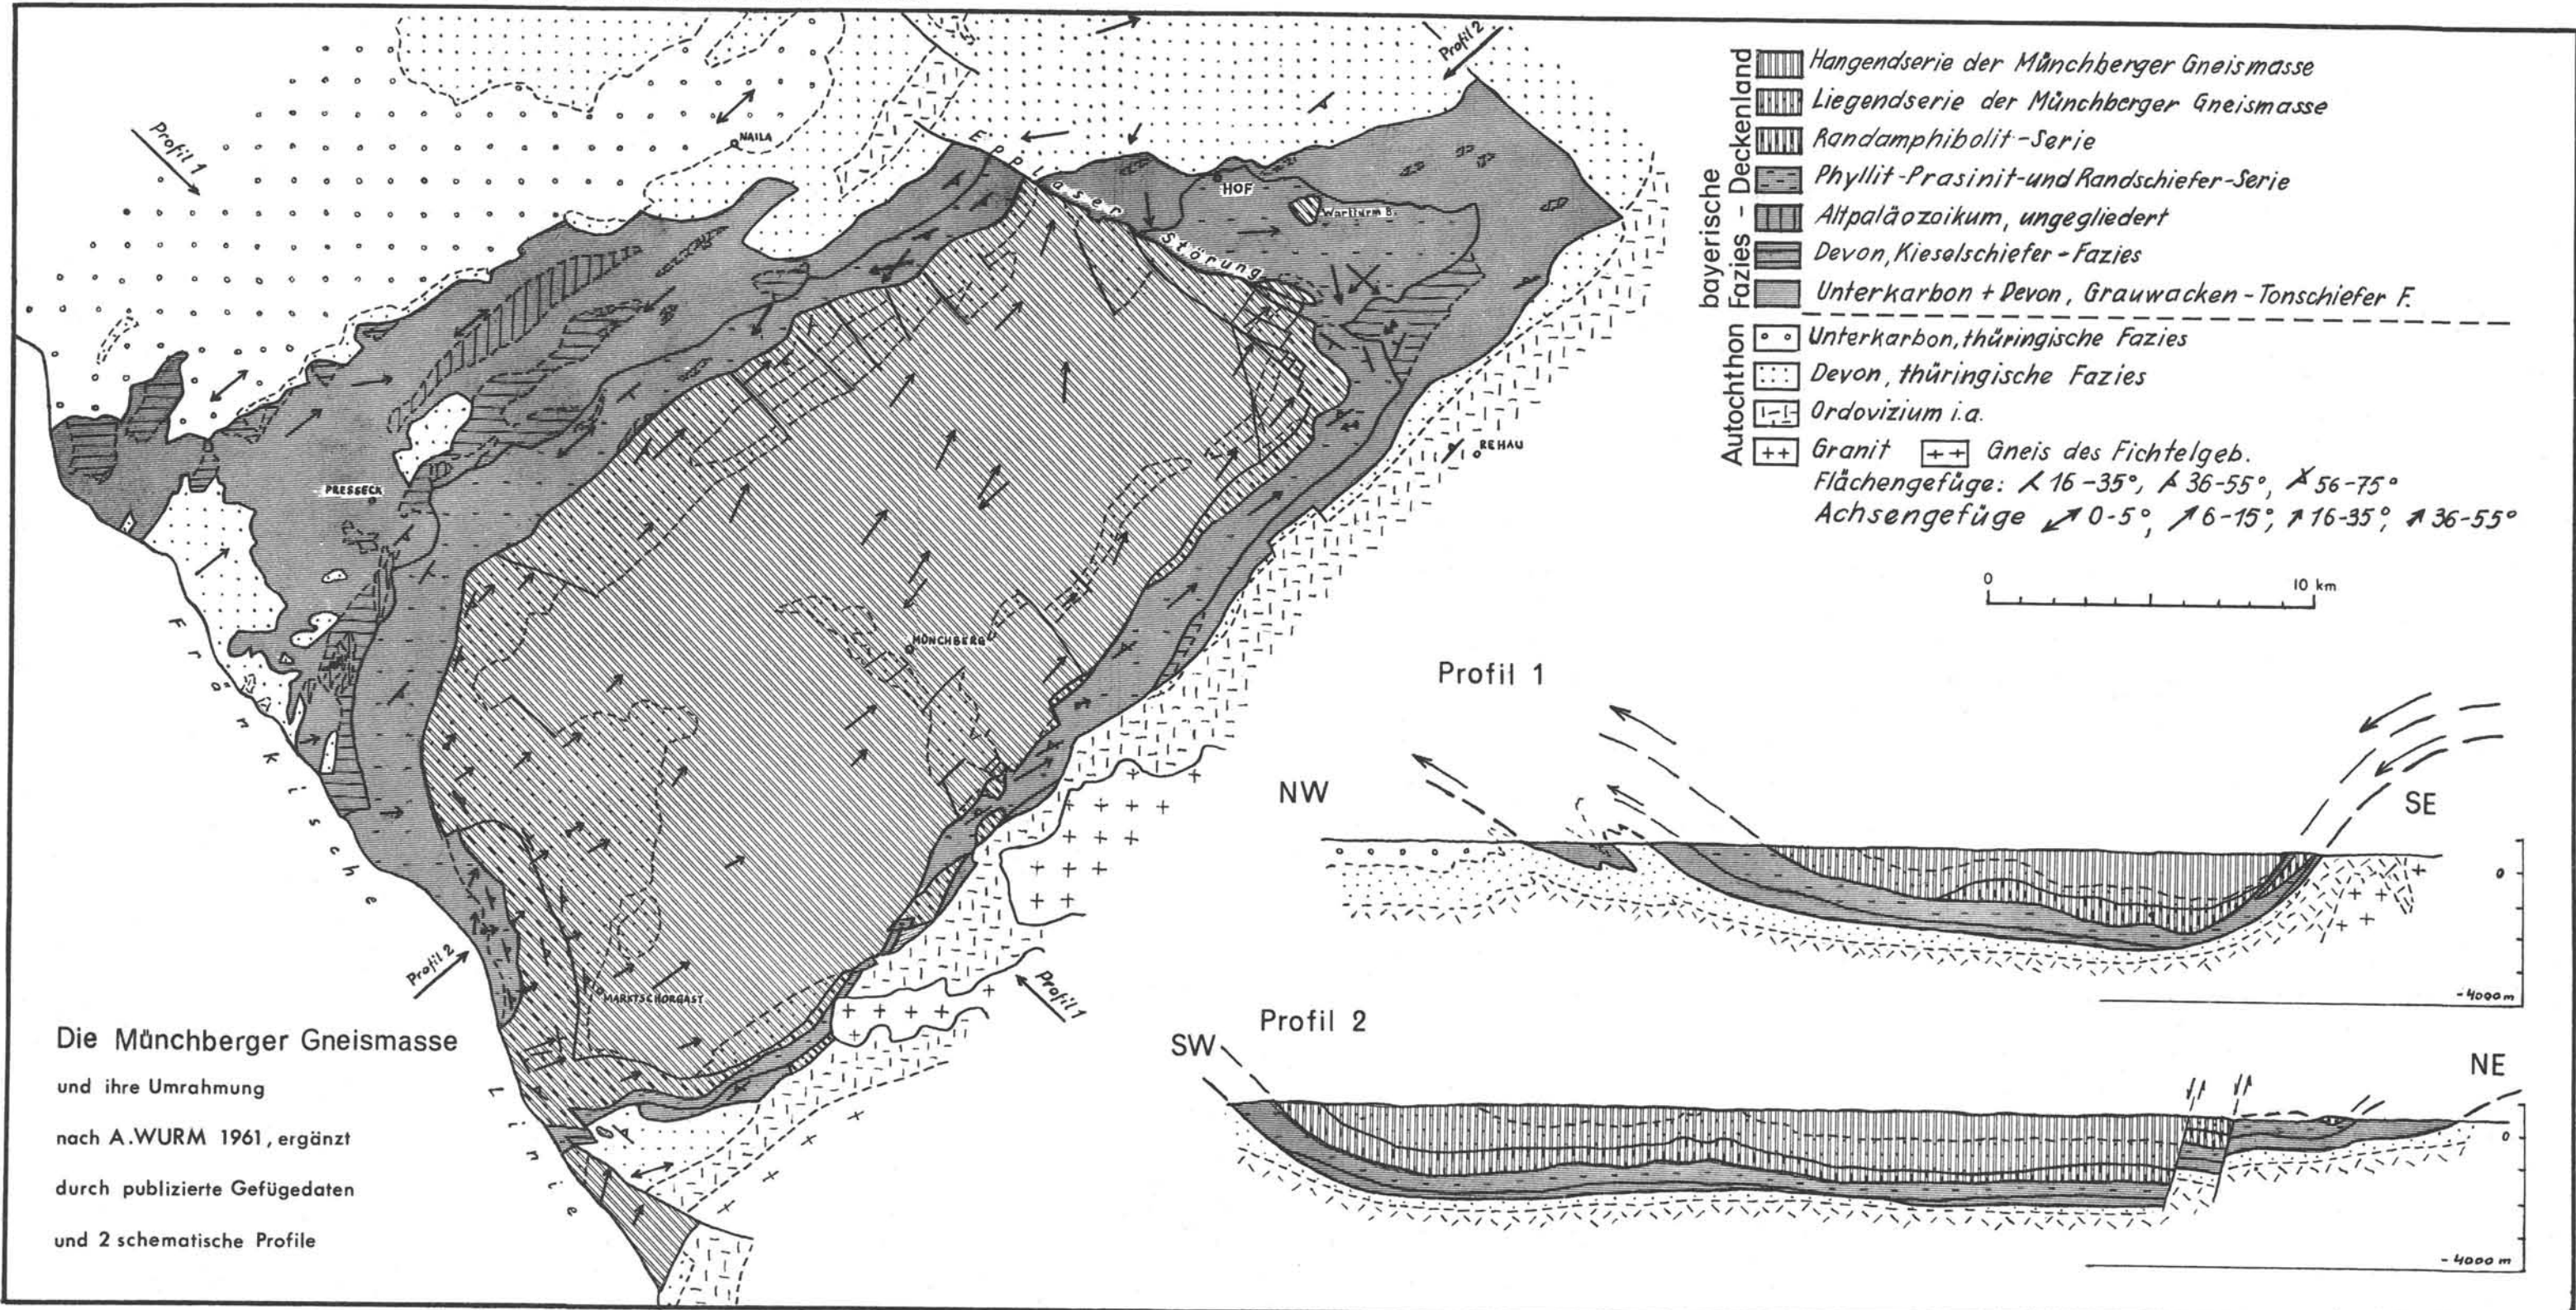 Profil 1
NAILA
Profil 2
Epplaser Störung
HOF
Wartturm B.
REHAU
PRESSECK
MÜNCHBERG
MARKTSCHORGAST
Fränkische Linie
Profil 2
Profil 1
Die Münchberger Gneismasse
und ihre Umrahmung
nach A.WURM 1961, ergänzt
durch publizierte Gefügedaten
und 2 schematische Profile
bayerische
Fazies - Deckenland
Hangendserie der Münchberger Gneismasse
Liegendserie der Münchberger Gneismasse
Randamphibolit-Serie
Phyllit-Prasinit-und Randschiefer-Serie
Altpaläozoikum, ungegliedert
Devon, Kieselschiefer-Fazies
Unterkarbon + Devon, Grauwacken-Tonschiefer F.
Autochthon
Unterkarbon, thüringische Fazies
Devon, thüringische Fazies
Ordovizium i.a.
Granit Gneis des Fichtelgeb.
Flächengefüge: 16-35°, 36-55°, 56-75°
Achsengefüge 0-5°, 6-15°, 16-35°, 36-55°
0 10 km
Profil 1
NW SE
0
-4000 m
Profil 2
SW NE
0
-4000 m